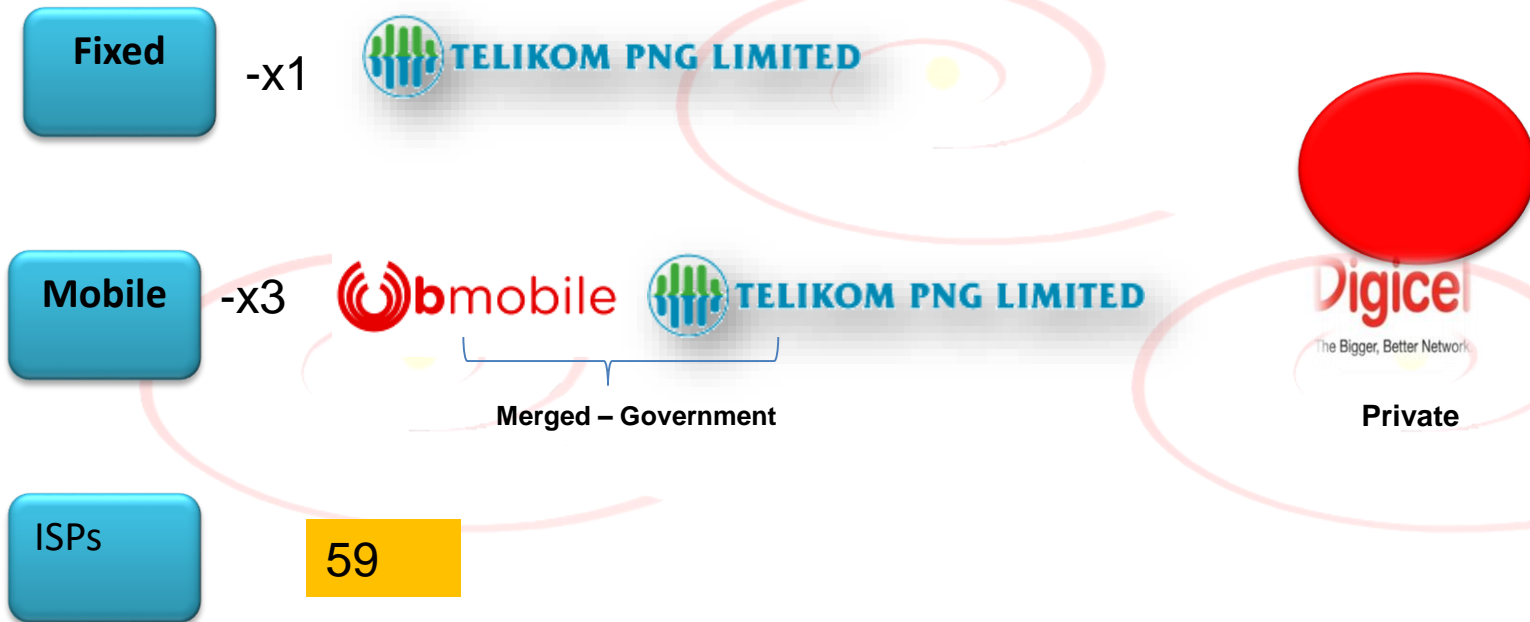 Fixed
-x1
TELIKOM PNG LIMITED
Mobile
-x3
bmobile
TELIKOM PNG LIMITED
Digicel
The Bigger, Better Network.
Merged – Government
Private
ISPs
59